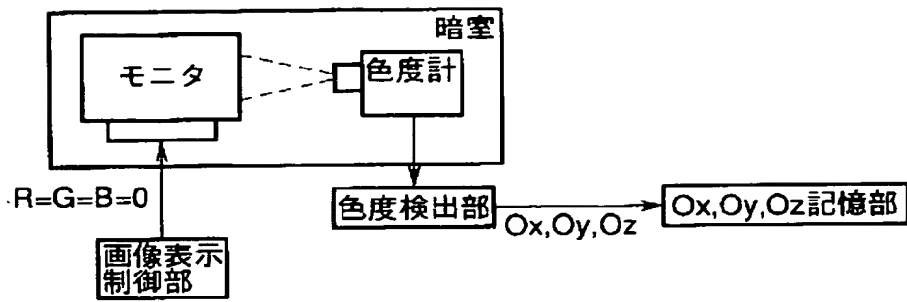 暗室
モニタ
色度計
R=G=B=0
色度検出部
Ox,Oy,Oz
Ox,Oy,Oz記憶部
画像表示
制御部